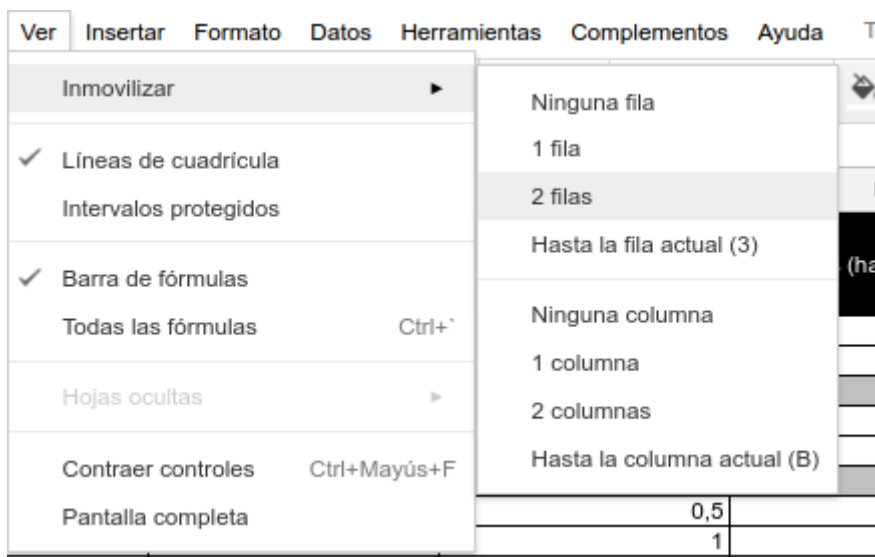 Ver Insertar Formato Datos Herramientas Complementos Ayuda T
Inmovilizar
Líneas de cuadrícula
Intervalos protegidos
Barra de fórmulas
Todas las fórmulas Ctrl+`
Hojas ocultas
Contraer controles Ctrl+Mayús+F
Pantalla completa
Ninguna fila
1 fila
2 filas
Hasta la fila actual (3)
Ninguna columna
1 columna
2 columnas
Hasta la columna actual (B)
(ha
0,5
1